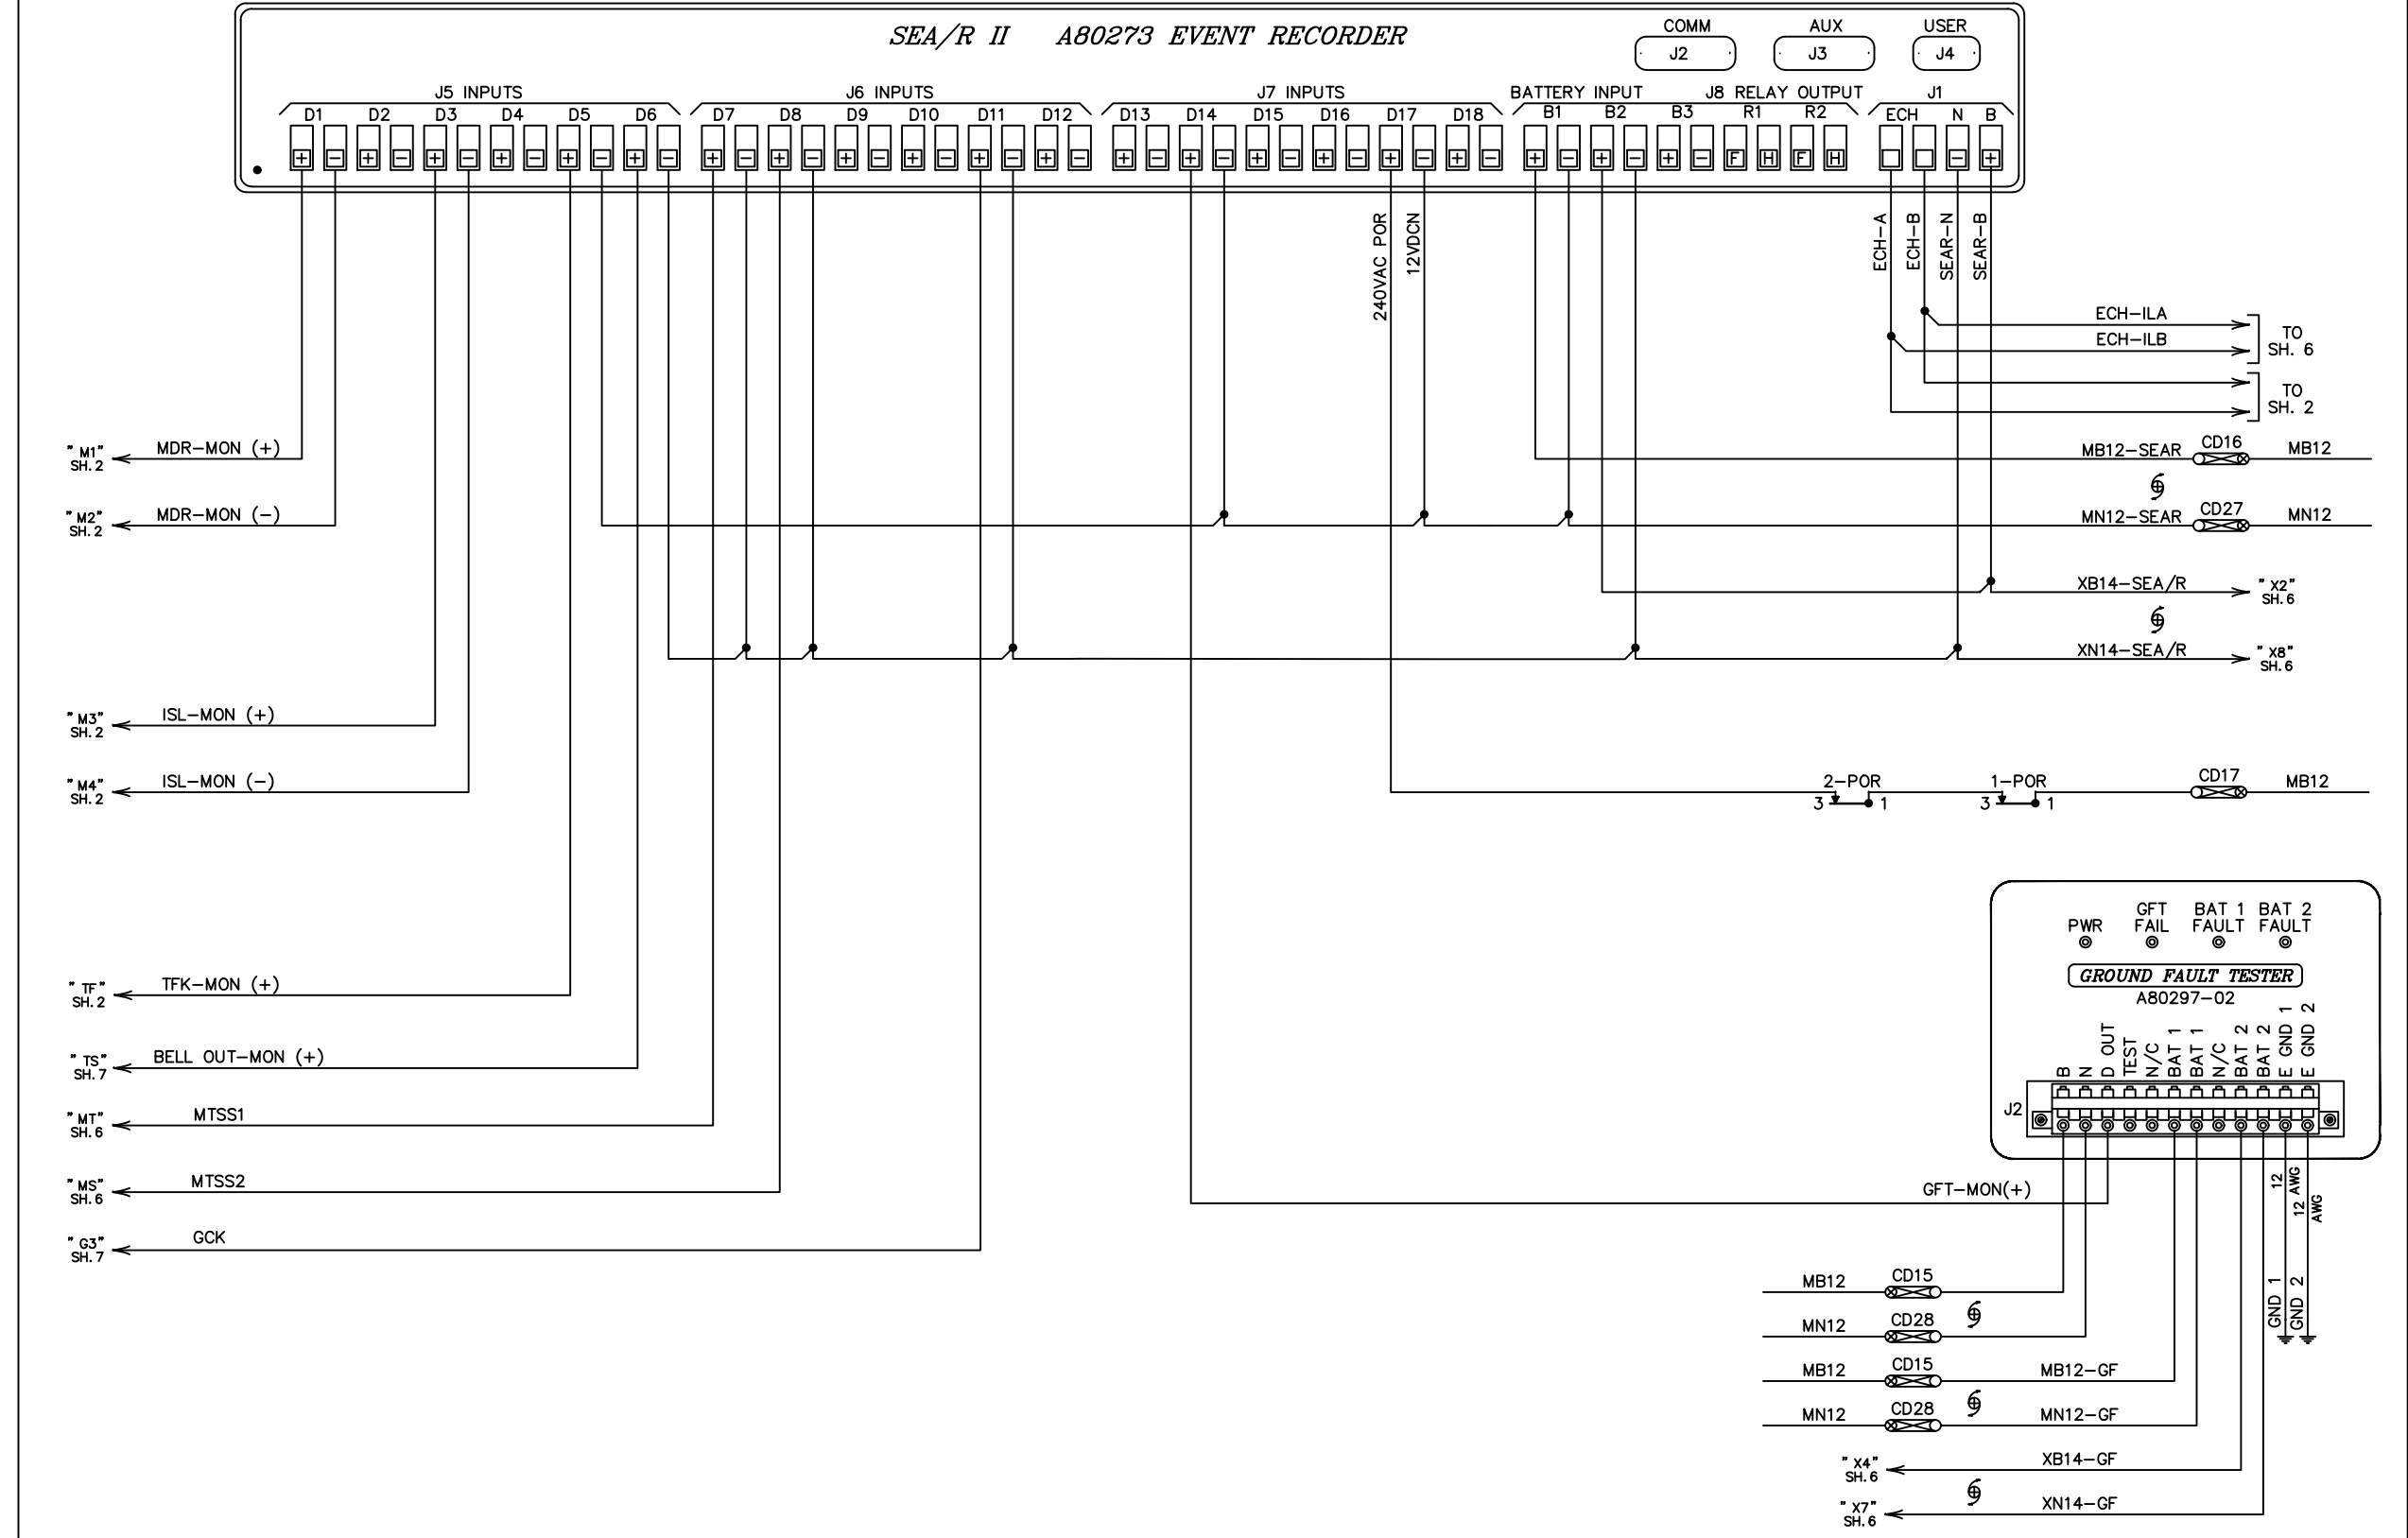 SEA/R II A80273 EVENT RECORDER
COMM AUX USER
J2 J3 J4
J5 INPUTS J6 INPUTS J7 INPUTS BATTERY INPUT J8 RELAY OUTPUT J1
D1 D2 D3 D4 D5 D6 D7 D8 D9 D10 D11 D12 D13 D14 D15 D16 D17 D18 B1 B2 B3 R1 R2 ECH N B
+ - + - + - + - + - + - + - + - + - + - + - + - + - + - + - + - + - + - + - + - + - F H F H - +
240VAC POR
12VDCN
ECH-A
ECH-B
SEAR-N
SEAR-B
ECH-ILA
ECH-ILB
TO
SH. 6
TO
SH. 2
"M1"
SH.2
MDR-MON (+)
MB12-SEAR CD16 MB12
"M2"
SH.2
MDR-MON (-)
MN12-SEAR CD27 MN12
XB14-SEA/R
"X2"
SH.6
XN14-SEA/R
"X8"
SH.6
"M3"
SH.2
ISL-MON (+)
"M4"
SH.2
ISL-MON (-)
2-POR 1-POR CD17 MB12
3 1 3 1
PWR
GFT
FAIL
BAT 1
FAULT
BAT 2
FAULT
GROUND FAULT TESTER
A80297-02
"TF"
SH.2
TFK-MON (+)
B
N
D OUT
TEST
N/C
BAT 1
BAT 1
N/C
BAT 2
BAT 2
E GND 1
E GND 2
J2
"TS"
SH.7
BELL OUT-MON (+)
"MT"
SH.6
MTSS1
"MS"
SH.6
MTSS2
GFT-MON(+)
12
AWG
12
AWG
"G3"
SH.7
GCK
GND 1
GND 2
MB12 CD15
MN12 CD28
MB12 CD15 MB12-GF
MN12 CD28 MN12-GF
"X4"
SH.6
XB14-GF
"X7"
SH.6
XN14-GF